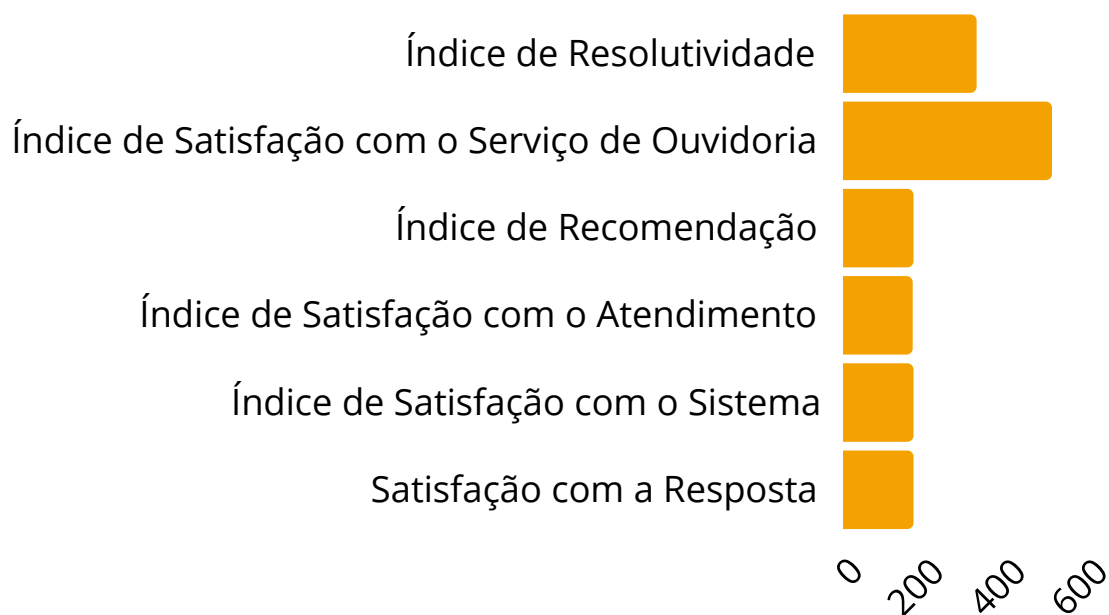 Índice de Resolutividade
Índice de Satisfação com o Serviço de Ouvidoria
Índice de Recomendação
Índice de Satisfação com o Atendimento
Índice de Satisfação com o Sistema
Satisfação com a Resposta
0
200
400
600